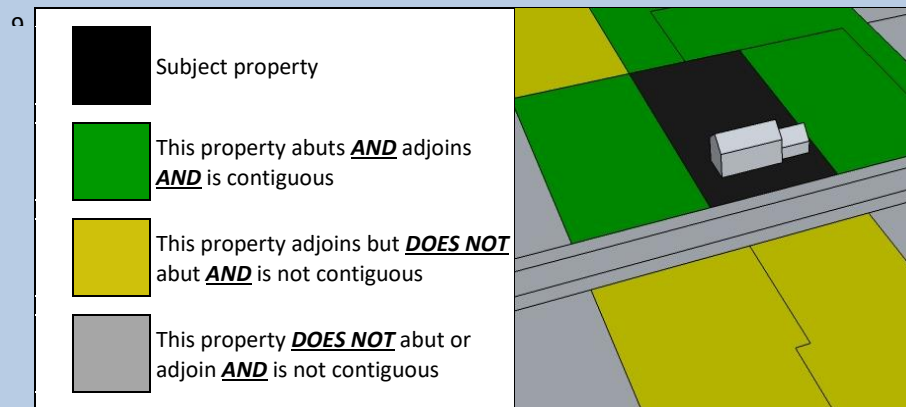 Subject property
This property abuts AND adjoins
AND is contiguous
This property adjoins but DOES NOT
abut AND is not contiguous
This property DOES NOT abut or
adjoin AND is not contiguous